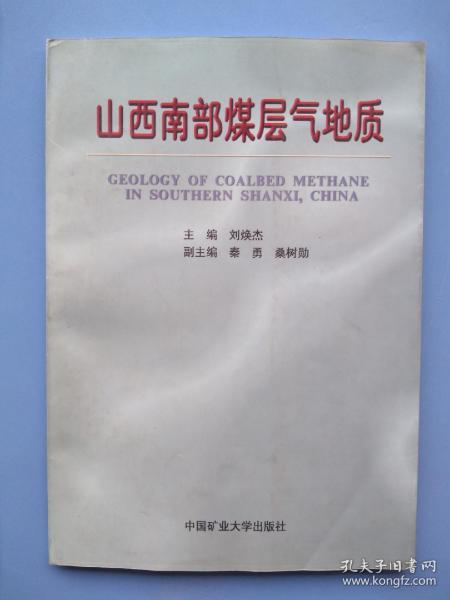 山西南部煤层气地质
GEOLOGY OF COALBED METHANE
IN SOUTHERN SHANXI, CHINA
主 编 刘焕杰
副主编 秦 勇 桑树勋
中国矿业大学出版社
孔夫子旧书网
www.kongfz.com